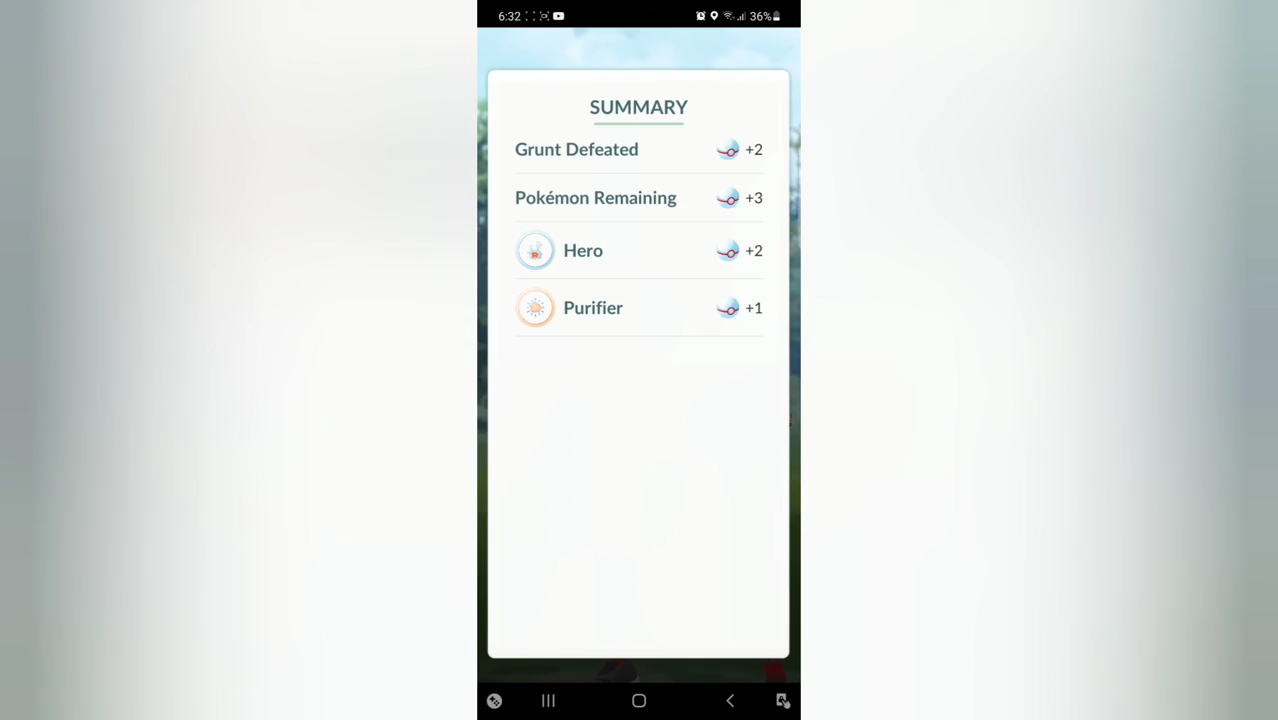 6:32 36%
SUMMARY
Grunt Defeated +2
Pokémon Remaining +3
Hero +2
Purifier +1